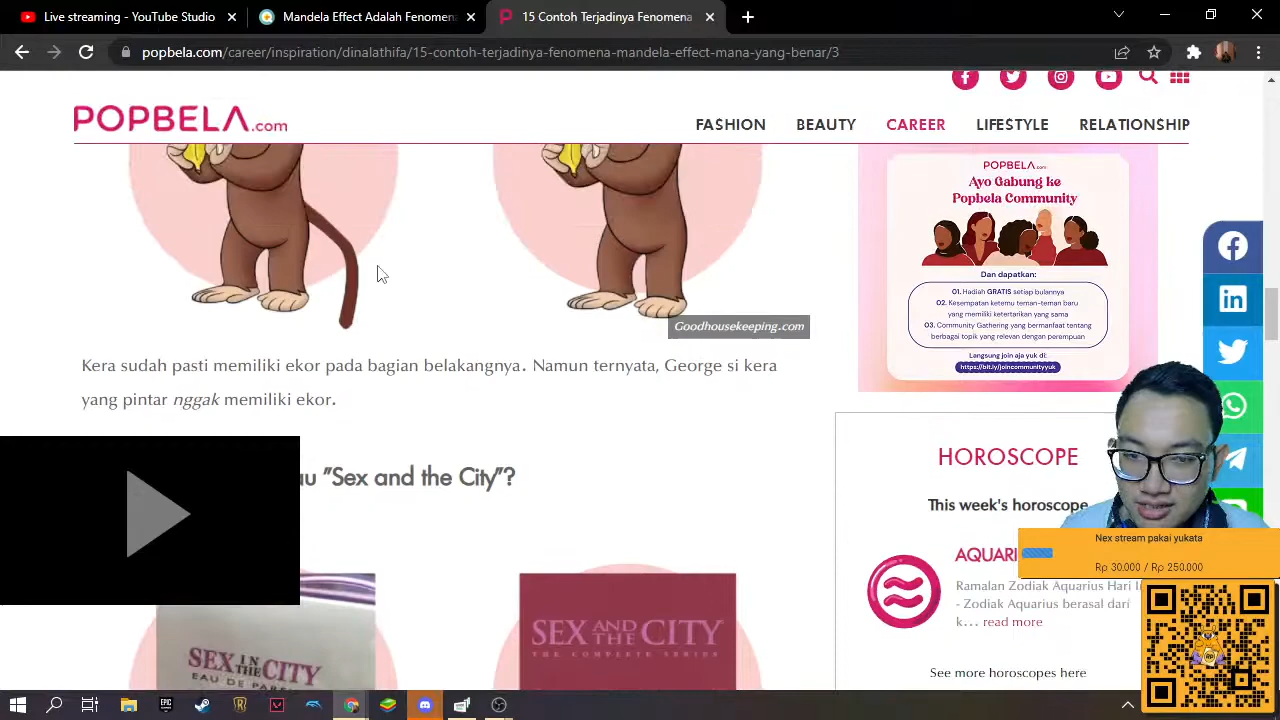 Live streaming - YouTube Studio
Mandela Effect Adalah Fenomena
15 Contoh Terjadinya Fenomena
popbela.com/career/inspiration/dinalathifa/15-contoh-terjadinya-fenomena-mandela-effect-mana-yang-benar/3
POPBELA.com
FASHION
BEAUTY
CAREER
LIFESTYLE
RELATIONSHIP
Goodhousekeeping.com
Kera sudah pasti memiliki ekor pada bagian belakangnya. Namun ternyata, George si kera
yang pintar nggak memiliki ekor.
"Sex and the City"?
SEX IN THE CITY
SEX AND THE CITY
THE COMPLETE SERIES
POPBELA.com
Ayo Gabung ke
Popbela Community
Dan dapatkan:
01. Hadiah GRATIS setiap bulannya
02. Kesempatan ketemu teman-teman baru
yang memiliki ketertarikan yang sama
03. Community Gathering yang bermanfaat tentang
berbagai topik yang relevan dengan perempuan
Langsung join aja yuk di:
https://bit.ly/joincommunityyuk
HOROSCOPE
This week's horoscope
AQUARI
Ramalan Zodiak Aquarius Hari I
- Zodiak Aquarius berasal dari
k... read more
See more horoscopes here
Nex stream pakai yukata
Rp 30.000 / Rp 250.000